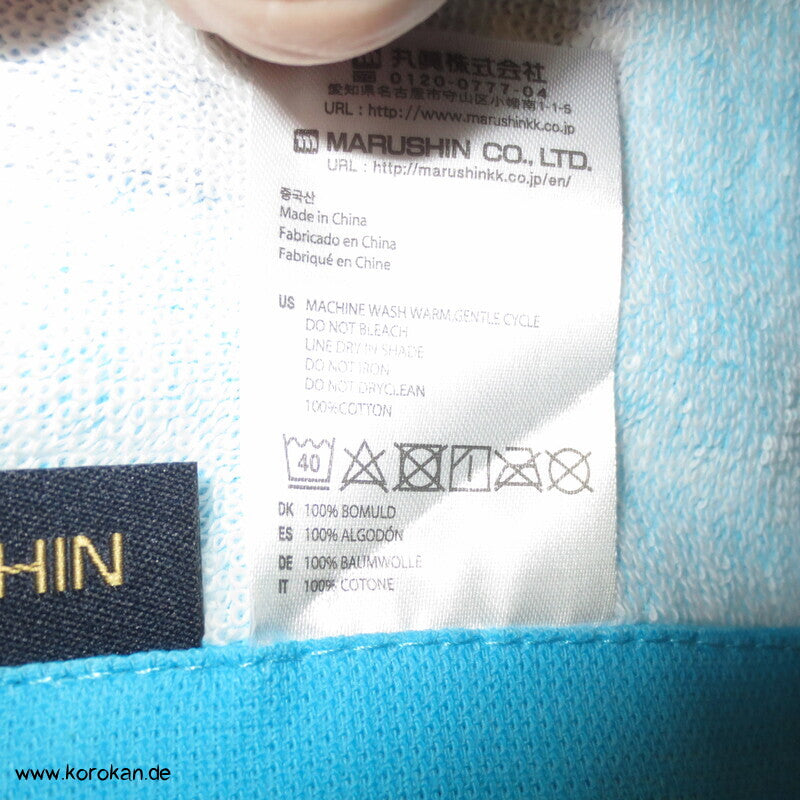 丸眞株式会社
0120-0777-04
愛知県名古屋市守山区小幡南1-1-5
URL : http://www.marushinkk.co.jp
MARUSHIN CO., LTD.
URL : http://marushinkk.co.jp/en/
중국산
Made in China
Fabricado en China
Fabriqué en Chine
US MACHINE WASH WARM, GENTLE CYCLE
DO NOT BLEACH
LINE DRY IN SHADE
DO NOT IRON
DO NOT DRYCLEAN
100%COTTON
40
DK 100% BOMULD
ES 100% ALGODÓN
DE 100% BAUMWOLLE
IT 100% COTONE
HIN
www.korokan.de